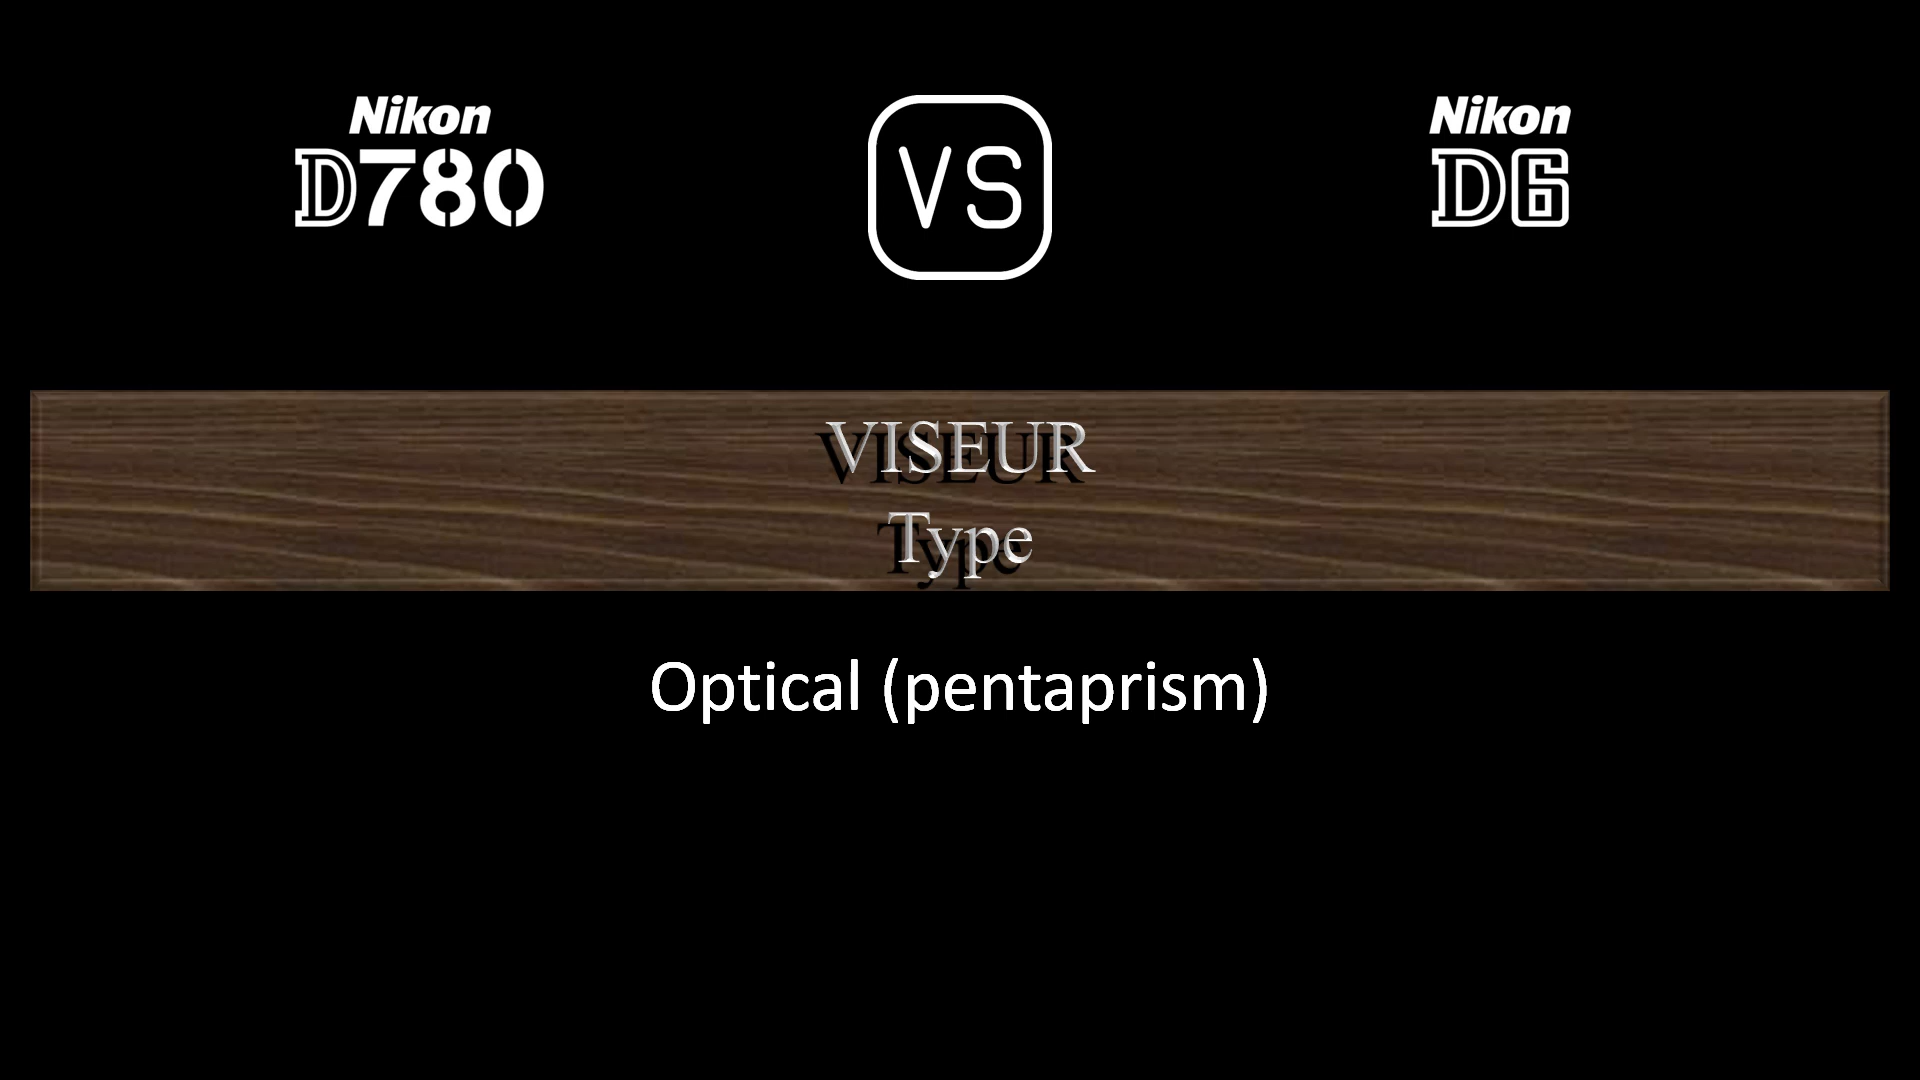 Nikon
D780
VS
Nikon
D6
VISEUR
Type
Optical (pentaprism)